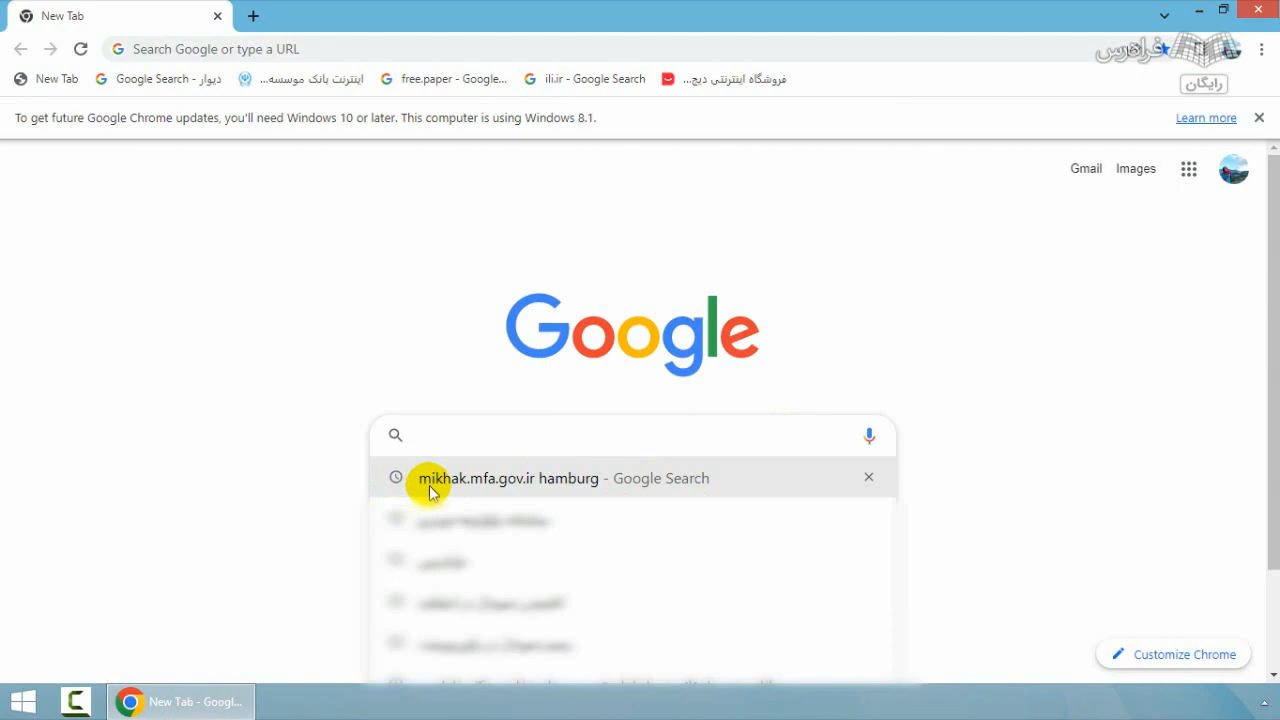 New Tab
Search Google or type a URL
فرادرس
رایگان
New Tab
Google Search - دیوار
اینترنت بانک موسسه...
free.paper - Google...
ili.ir - Google Search
فروشگاه اینترنتی دیج...
To get future Google Chrome updates, you'll need Windows 10 or later. This computer is using Windows 8.1.
Learn more
Gmail
Images
Google
mikhak.mfa.gov.ir hamburg - Google Search
Customize Chrome
New Tab - Googl...